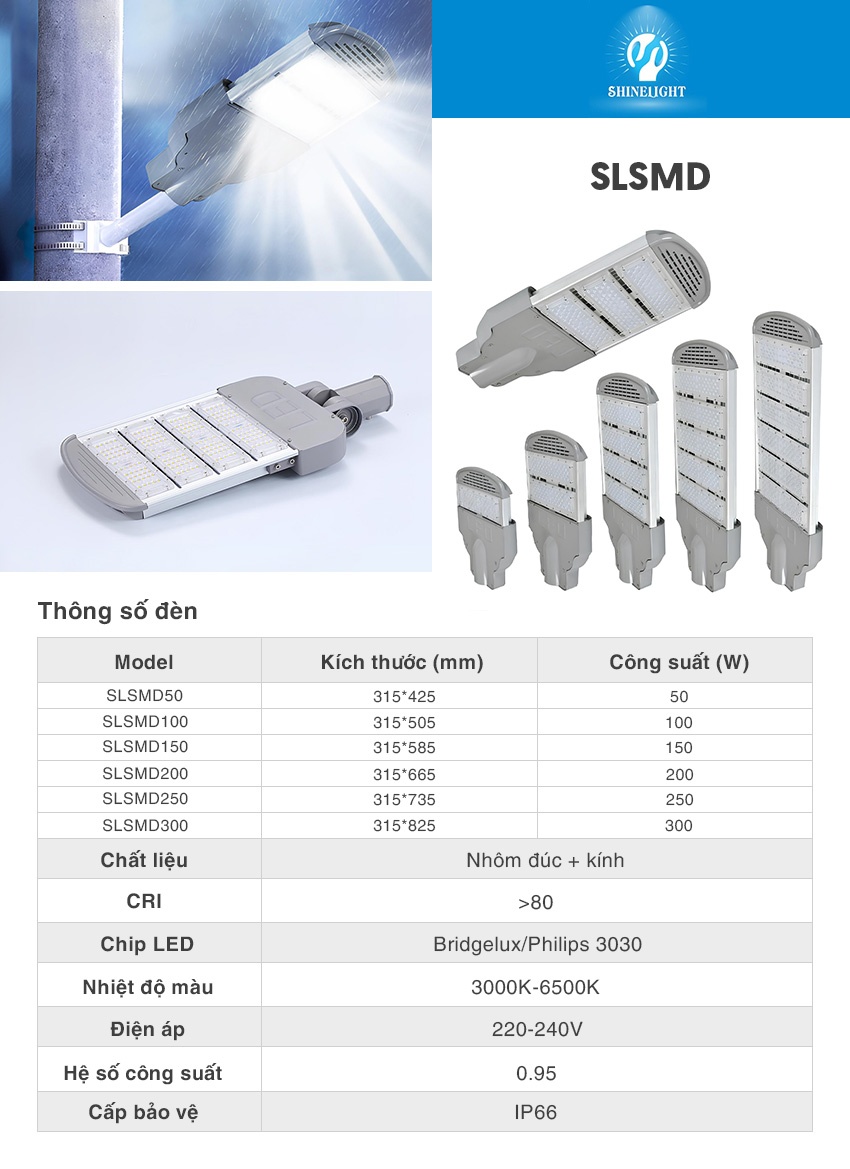 SHINELIGHT
SLSMD
LED
Thông số đèn
Model Kích thước (mm) Công suất (W)
SLSMD50 315*425 50
SLSMD100 315*505 100
SLSMD150 315*585 150
SLSMD200 315*665 200
SLSMD250 315*735 250
SLSMD300 315*825 300
Chất liệu Nhôm đúc + kính
CRI >80
Chip LED Bridgelux/Philips 3030
Nhiệt độ màu 3000K-6500K
Điện áp 220-240V
Hệ số công suất 0.95
Cấp bảo vệ IP66